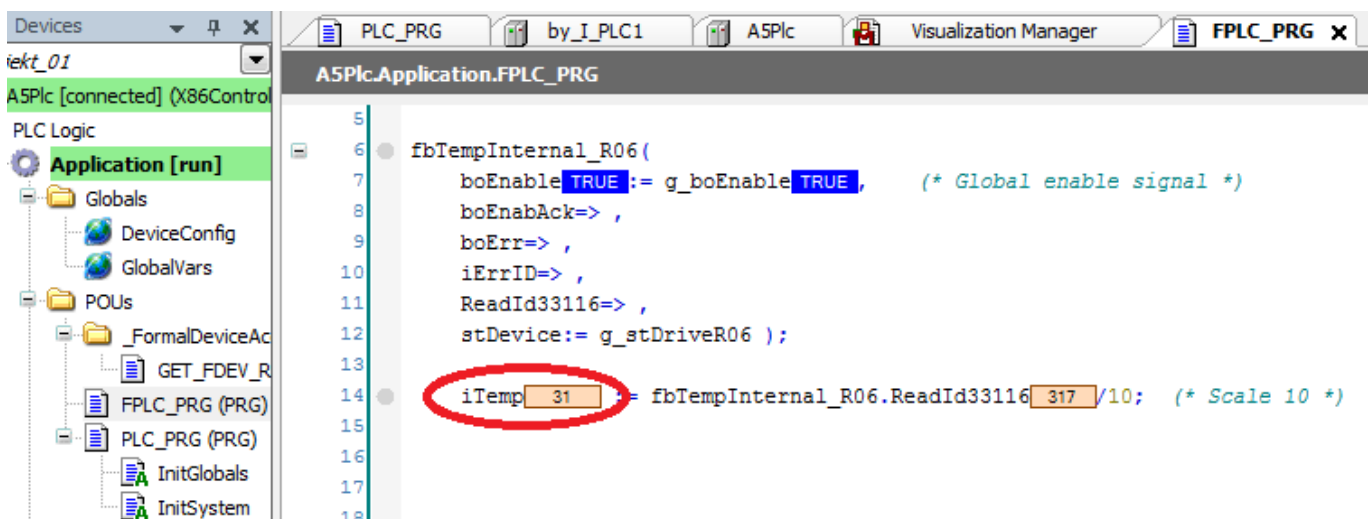 Devices
PLC_PRG
by_I_PLC1
A5Plc
Visualization Manager
FPLC_PRG
jekt_01
A5Plc [connected] (X86Control
PLC Logic
Application [run]
Globals
DeviceConfig
GlobalVars
POUs
_FormalDeviceAc
GET_FDEV_R
FPLC_PRG (PRG)
PLC_PRG (PRG)
InitGlobals
InitSystem
A5Plc.Application.FPLC_PRG
5
6 fbTempInternal_R06(
7 boEnable TRUE := g_boEnable TRUE , (* Global enable signal *)
8 boEnabAck=> ,
9 boErr=> ,
10 iErrID=> ,
11 ReadId33116=> ,
12 stDevice:= g_stDriveR06 );
13
14 iTemp 31 := fbTempInternal_R06.ReadId33116 317 /10; (* Scale 10 *)
15
16
17
18